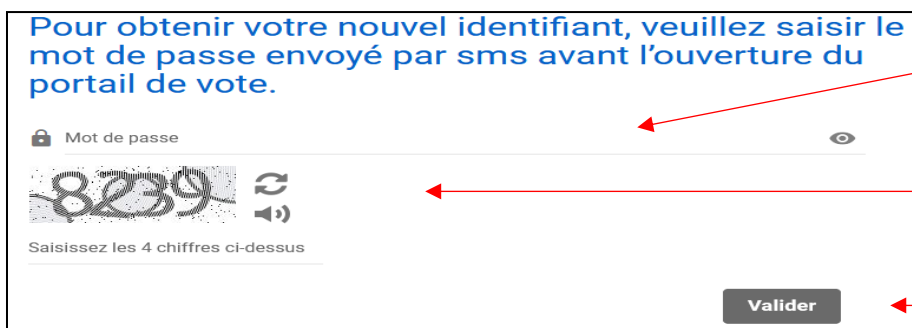 Pour obtenir votre nouvel identifiant, veuillez saisir le
mot de passe envoyé par sms avant l’ouverture du
portail de vote.
Mot de passe
8239
Saisissez les 4 chiffres ci-dessus
Valider